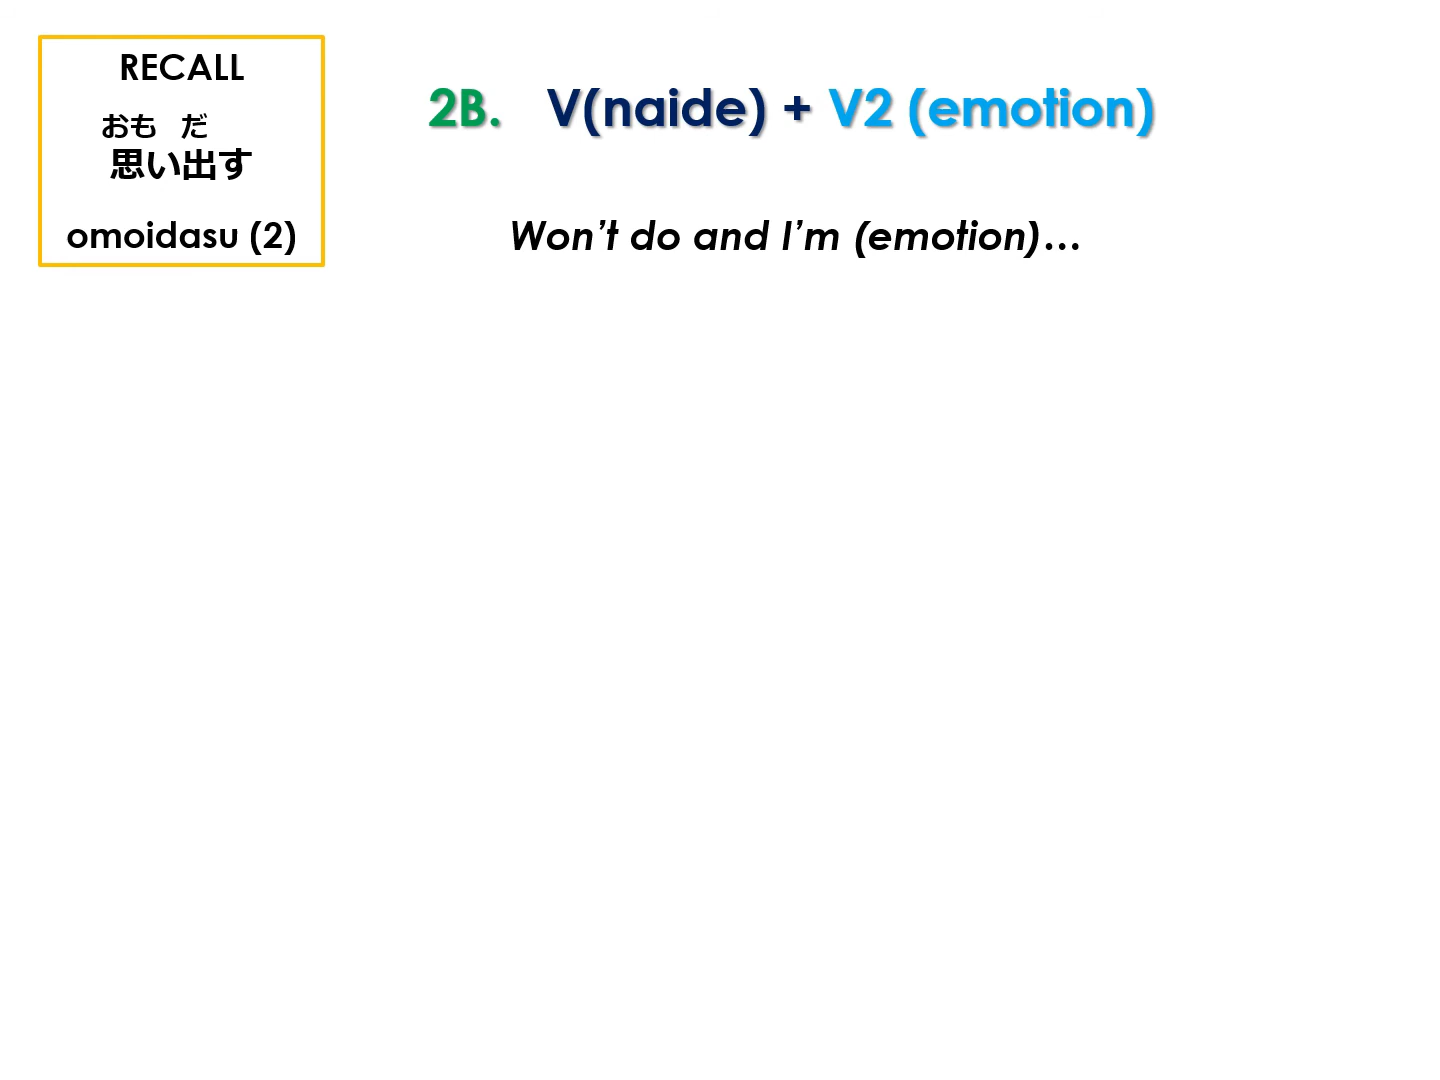 RECALL
おも だ
思い出す
omoidasu (2)
2B. V(naide) + V2 (emotion)
Won’t do and I’m (emotion)…